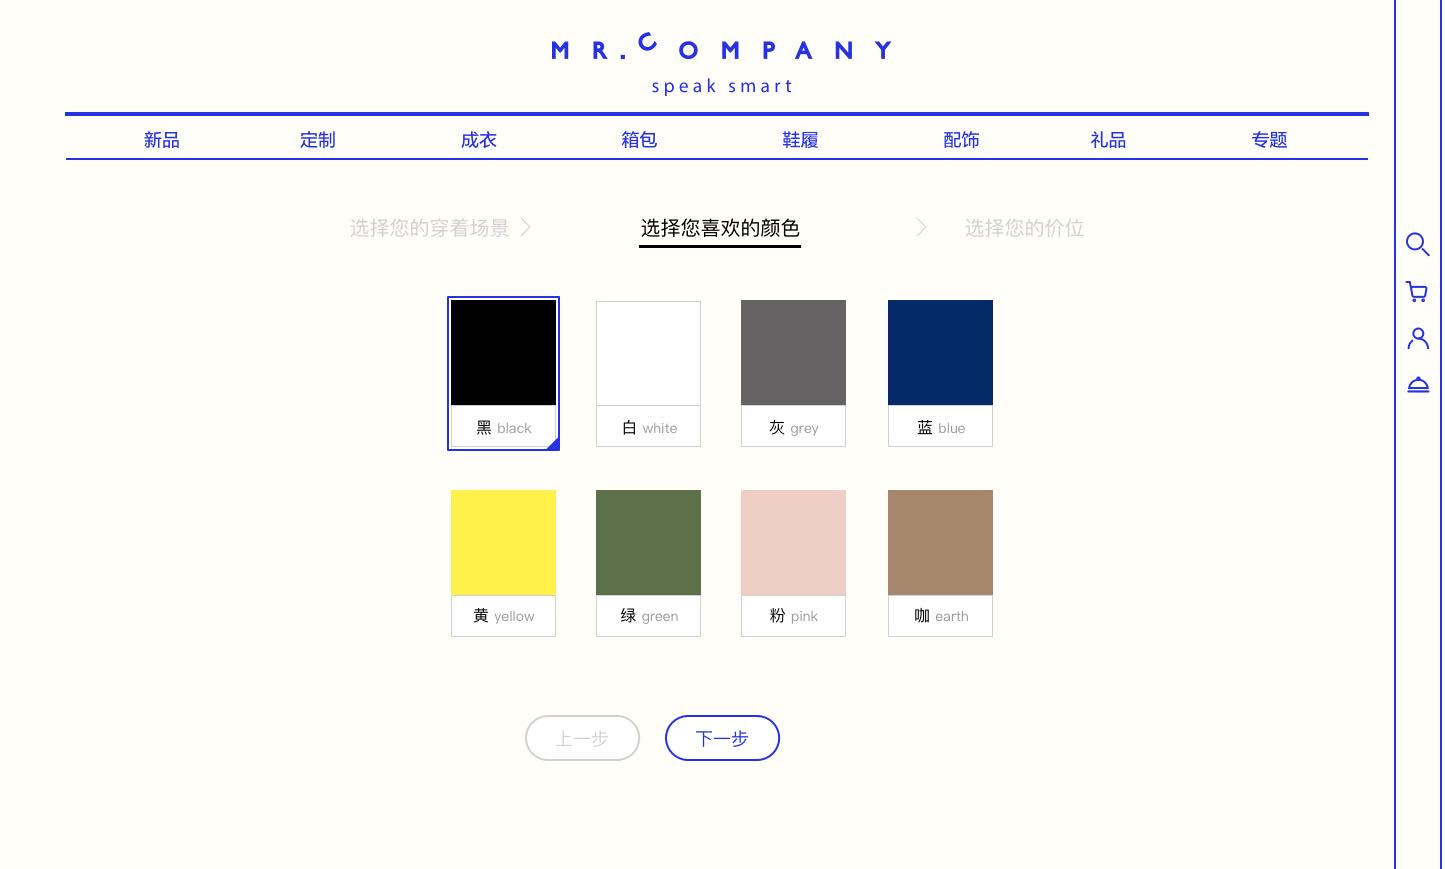 MR.COMPANY
speak smart
新品 定制 成衣 箱包 鞋履 配饰 礼品 专题
选择您的穿着场景 选择您喜欢的颜色 选择您的价位
黑 black 白 white 灰 grey 蓝 blue
黄 yellow 绿 green 粉 pink 咖 earth
上一步 下一步